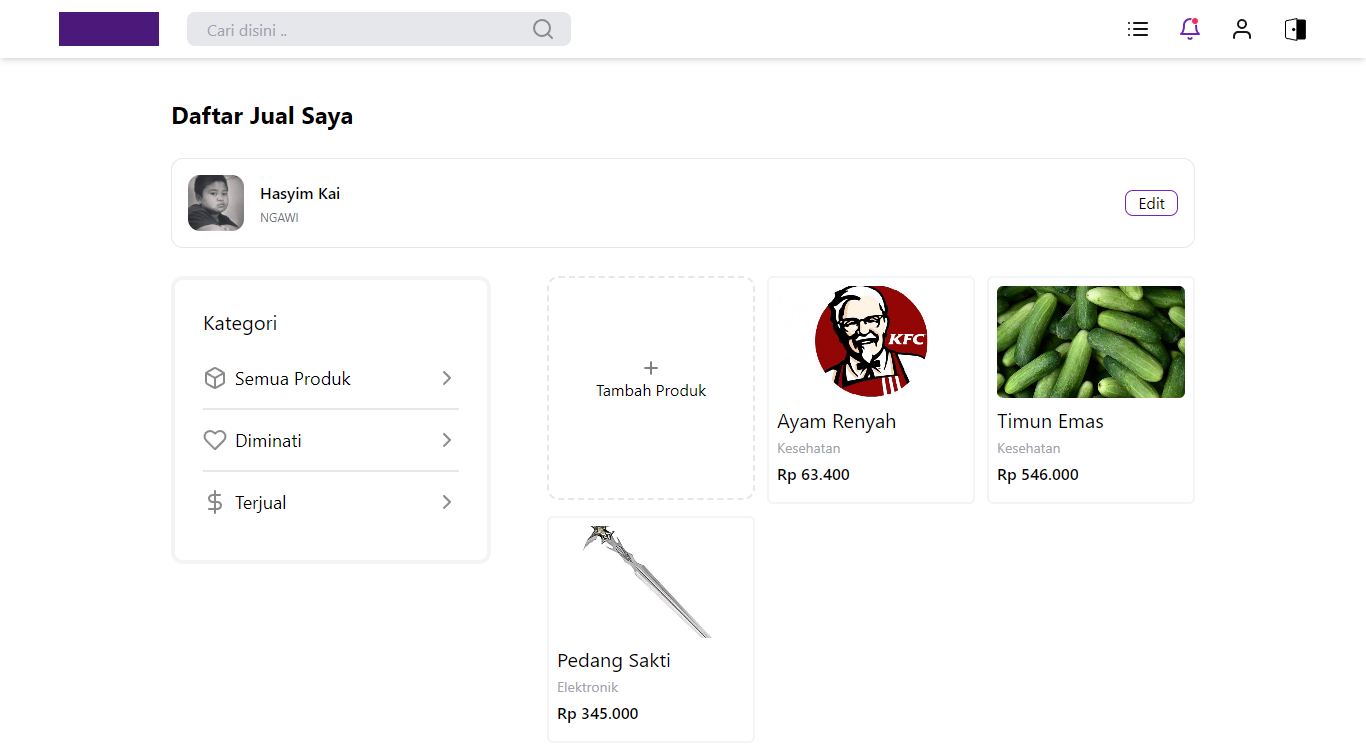 Cari disini ..
Daftar Jual Saya
Hasyim Kai
NGAWI
Edit
Kategori
Semua Produk
Diminati
Terjual
Tambah Produk
KFC
Ayam Renyah
Kesehatan
Rp 63.400
Timun Emas
Kesehatan
Rp 546.000
Pedang Sakti
Elektronik
Rp 345.000